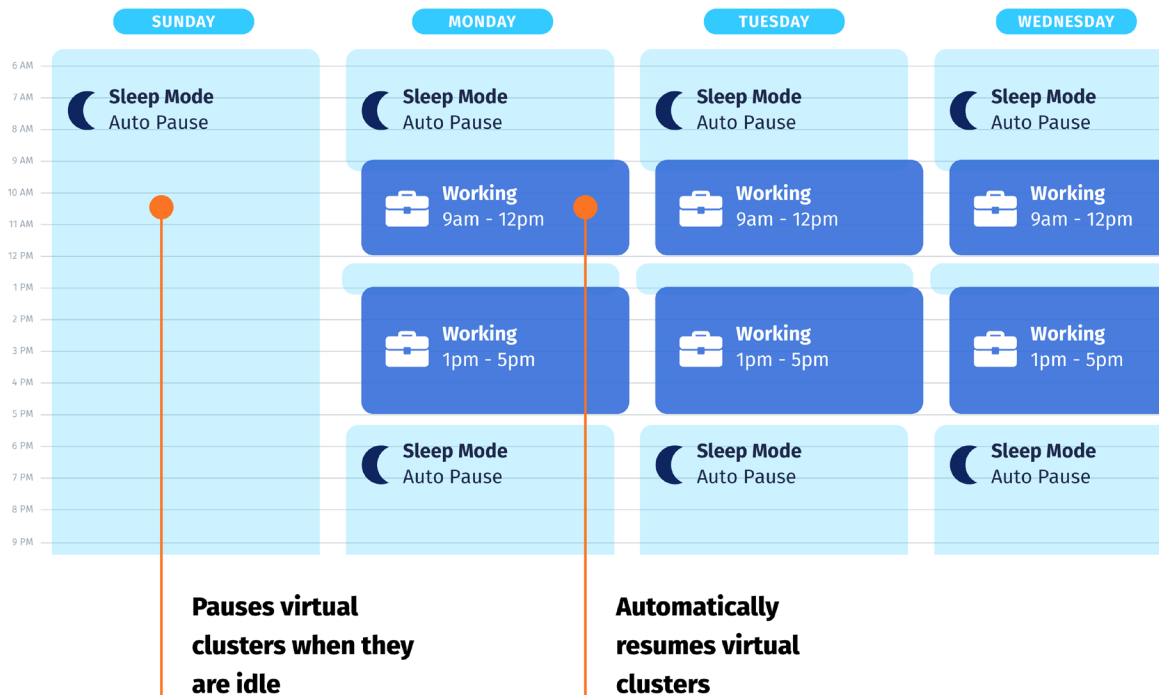 SUNDAY
MONDAY
TUESDAY
WEDNESDAY
6 AM
7 AM
8 AM
9 AM
10 AM
11 AM
12 PM
1 PM
2 PM
3 PM
4 PM
5 PM
6 PM
7 PM
8 PM
9 PM
Sleep Mode
Auto Pause
Sleep Mode
Auto Pause
Working
9am - 12pm
Working
1pm - 5pm
Sleep Mode
Auto Pause
Sleep Mode
Auto Pause
Working
9am - 12pm
Working
1pm - 5pm
Sleep Mode
Auto Pause
Sleep Mode
Auto Pause
Working
9am - 12pm
Working
1pm - 5pm
Sleep Mode
Auto Pause
Pauses virtual
clusters when they
are idle
Automatically
resumes virtual
clusters